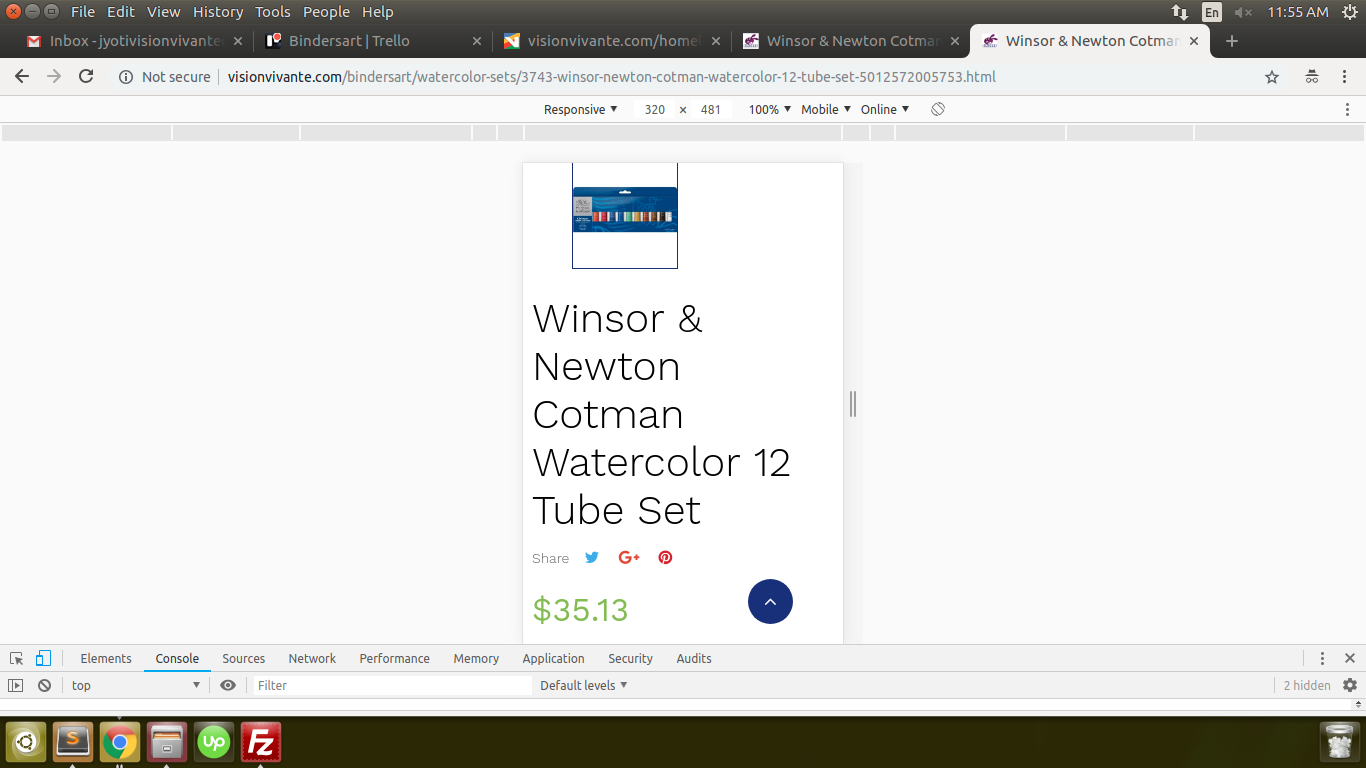 File Edit View History Tools People Help
En
11:55 AM
Inbox - jyotivisionvivante
Bindersart | Trello
visionvivante.com/home
Winsor & Newton Cotman
Winsor & Newton Cotman
Not secure
visionvivante.com/bindersart/watercolor-sets/3743-winsor-newton-cotman-watercolor-12-tube-set-5012572005753.html
Responsive ▼ 320 × 481 100% ▼ Mobile ▼ Online ▼
Winsor &
Newton
Cotman
Watercolor 12
Tube Set
Share G+
$35.13
Elements Console Sources Network Performance Memory Application Security Audits
top ▼ Filter Default levels ▼ 2 hidden
S Up Fz